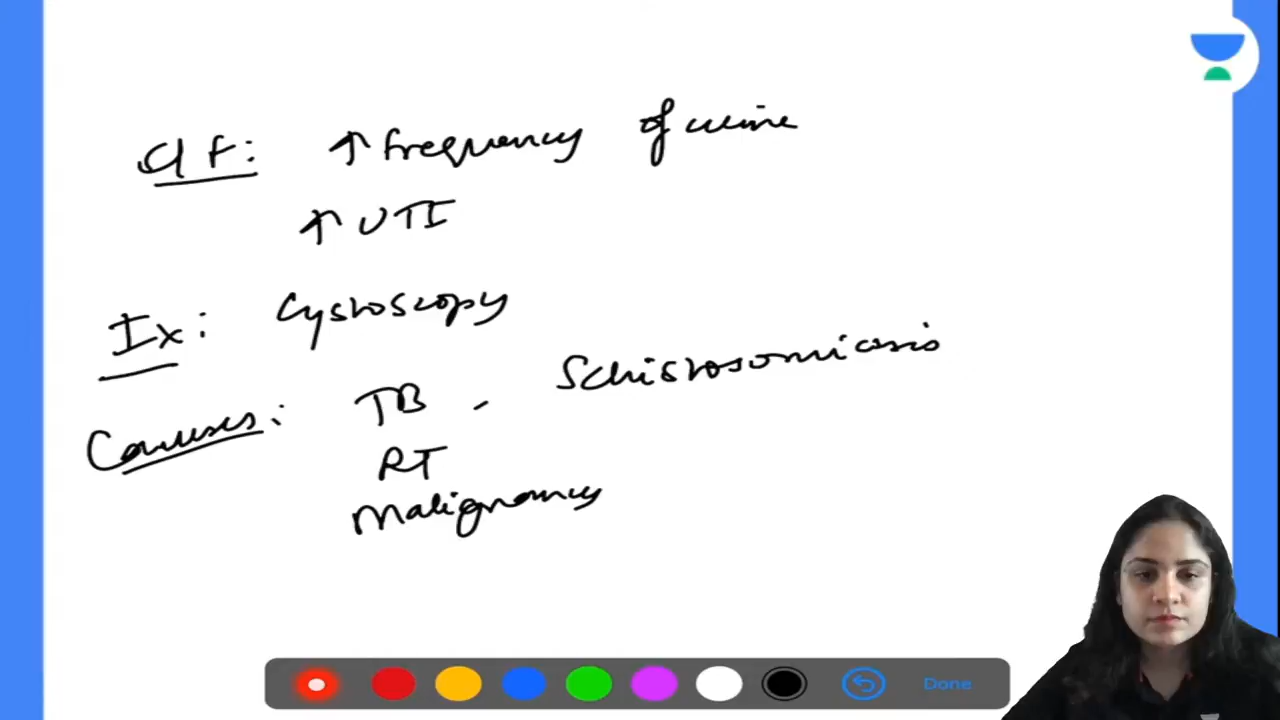 C/F: ↑ frequency of urine
↑ UTI
Ix: Cystoscopy
Causes: TB - Schistosomiasis
RT
Malignancy
Done